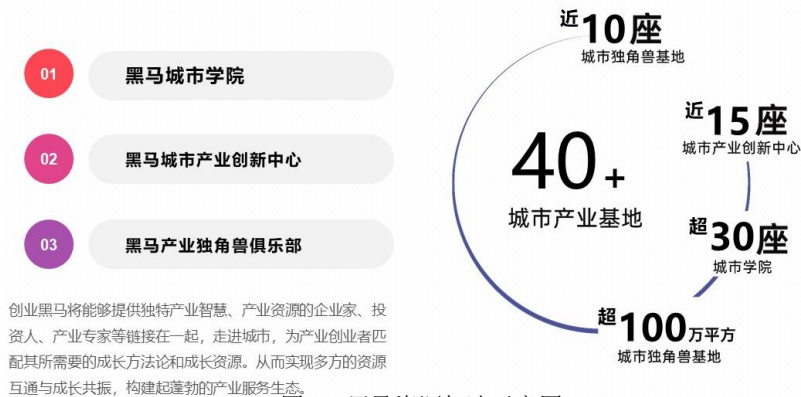 01
黑马城市学院
02
黑马城市产业创新中心
03
黑马产业独角兽俱乐部
创业黑马将能够提供独特产业智慧、产业资源的企业家、投
资人、产业专家等链接在一起，走进城市，为产业创业者匹
配其所需要的成长方法论和成长资源。从而实现多方的资源
互通与成长共振，构建起蓬勃的产业服务生态。
近10座
城市独角兽基地
近15座
城市产业创新中心
40+
城市产业基地
超30座
城市学院
超100万平方
城市独角兽基地